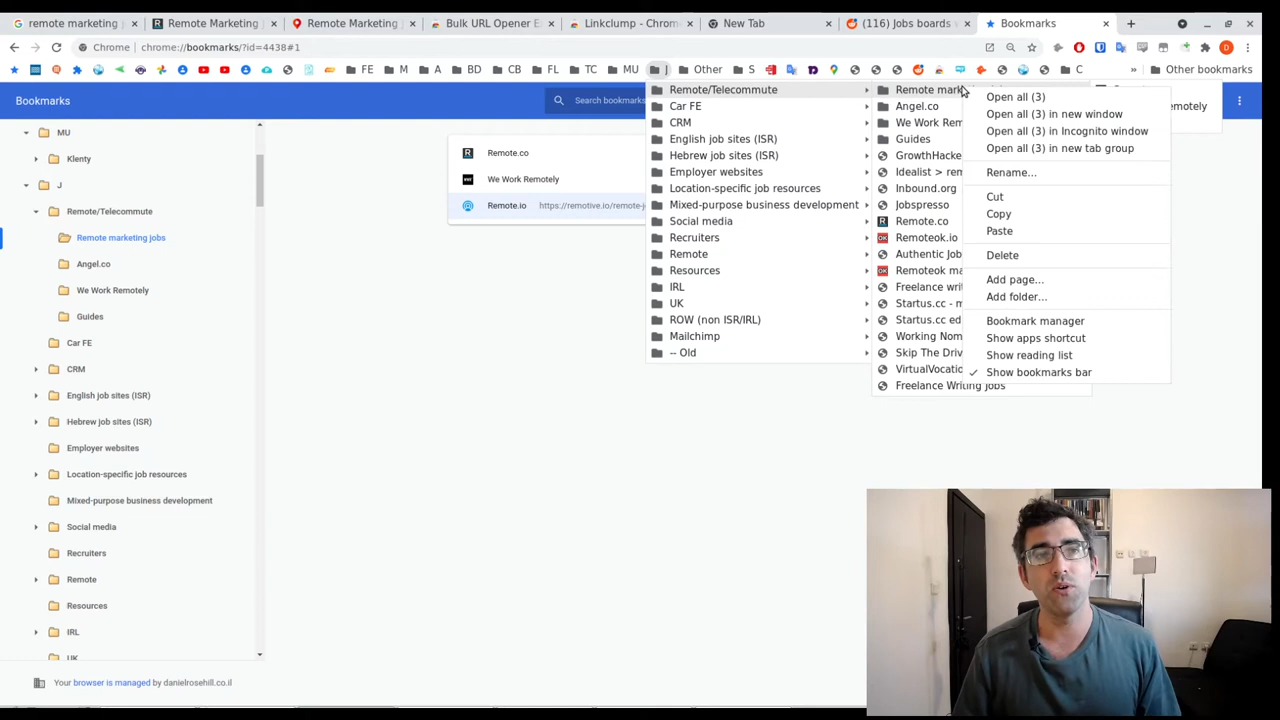 remote marketing j
Remote Marketing j
Remote Marketing j
Bulk URL Opener E
Linkclump - Chrom
New Tab
(116) Jobs boards w
Bookmarks
Chrome | chrome://bookmarks/?id=4438#1
FE
M
A
BD
CB
FL
TC
MU
J
Other
S
C
Other bookmarks
Bookmarks
Search bookmarks
MU
Klenty
J
Remote/Telecommute
Remote marketing jobs
Angel.co
We Work Remotely
Guides
Car FE
CRM
English job sites (ISR)
Hebrew job sites (ISR)
Employer websites
Location-specific job resources
Mixed-purpose business development
Social media
Recruiters
Remote
Resources
IRL
UK
Your browser is managed by danielrosehill.co.il
Remote.co
We Work Remotely
Remote.io https://remotive.io/remote-j
Remote/Telecommute
Car FE
CRM
English job sites (ISR)
Hebrew job sites (ISR)
Employer websites
Location-specific job resources
Mixed-purpose business development
Social media
Recruiters
Remote
Resources
IRL
UK
ROW (non ISR/IRL)
Mailchimp
-- Old
Remote mark
Angel.co
We Work Rem
Guides
GrowthHacke
Idealist > rem
Inbound.org
Jobspresso
Remote.co
Remoteok.io
Authentic Job
Remoteok ma
Freelance writ
Startus.cc - m
Startus.cc ed
Working Nom
Skip The Driv
VirtualVocatio
Freelance Writing Jobs
Open all (3)
Open all (3) in new window
Open all (3) in Incognito window
Open all (3) in new tab group
Rename...
Cut
Copy
Paste
Delete
Add page...
Add folder...
Bookmark manager
Show apps shortcut
Show reading list
Show bookmarks bar
emotely